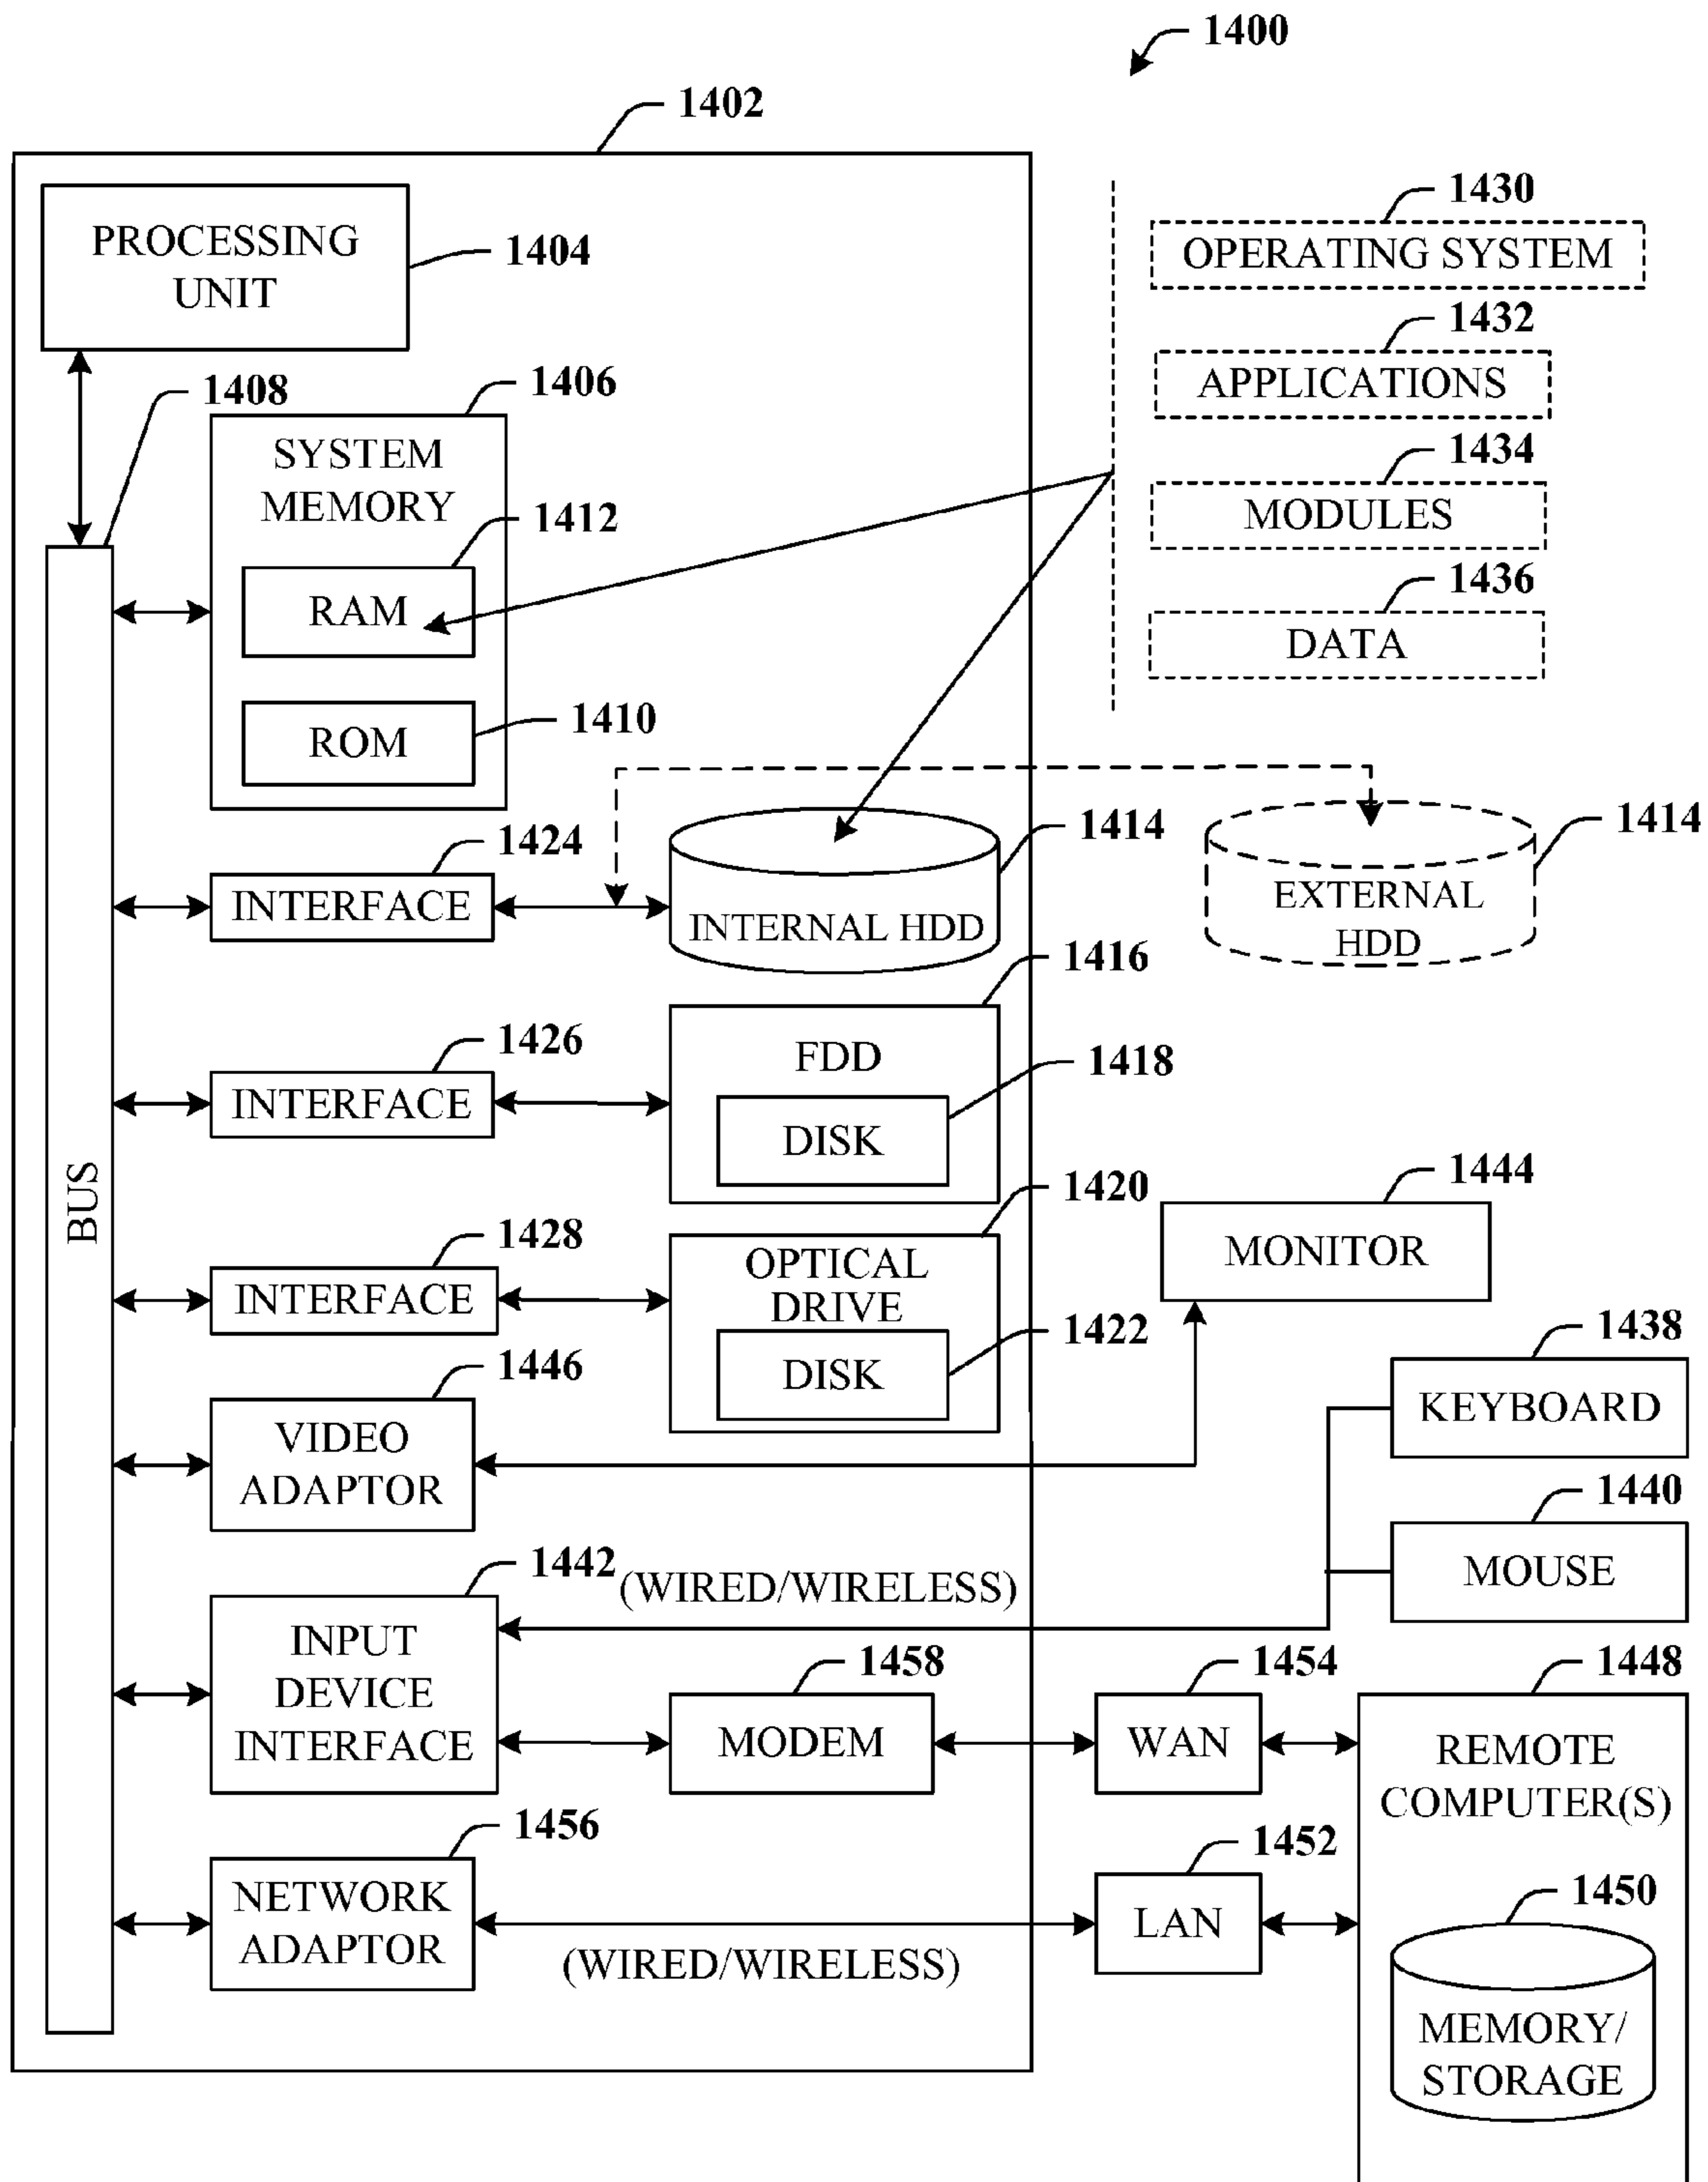 1400
1402
1430
PROCESSING
UNIT
1404
OPERATING SYSTEM
1432
APPLICATIONS
1408
1406
SYSTEM
MEMORY
1434
MODULES
1412
RAM
1436
DATA
1410
ROM
1424
INTERFACE
1414
INTERNAL HDD
1414
EXTERNAL
HDD
1416
1426
INTERFACE
FDD
1418
DISK
BUS
1420
1444
MONITOR
1428
INTERFACE
OPTICAL
DRIVE
1422
DISK
1438
KEYBOARD
1446
VIDEO
ADAPTOR
1440
MOUSE
1442
(WIRED/WIRELESS)
INPUT
DEVICE
INTERFACE
1458
MODEM
1454
WAN
1448
REMOTE
COMPUTER(S)
1456
NETWORK
ADAPTOR
(WIRED/WIRELESS)
1452
LAN
1450
MEMORY/
STORAGE